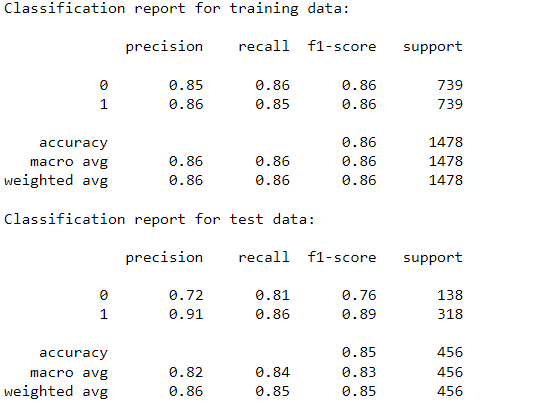 Classification report for training data:
precision recall f1-score support
0 0.85 0.86 0.86 739
1 0.86 0.85 0.86 739
accuracy 0.86 1478
macro avg 0.86 0.86 0.86 1478
weighted avg 0.86 0.86 0.86 1478
Classification report for test data:
precision recall f1-score support
0 0.72 0.81 0.76 138
1 0.91 0.86 0.89 318
accuracy 0.85 456
macro avg 0.82 0.84 0.83 456
weighted avg 0.86 0.85 0.85 456